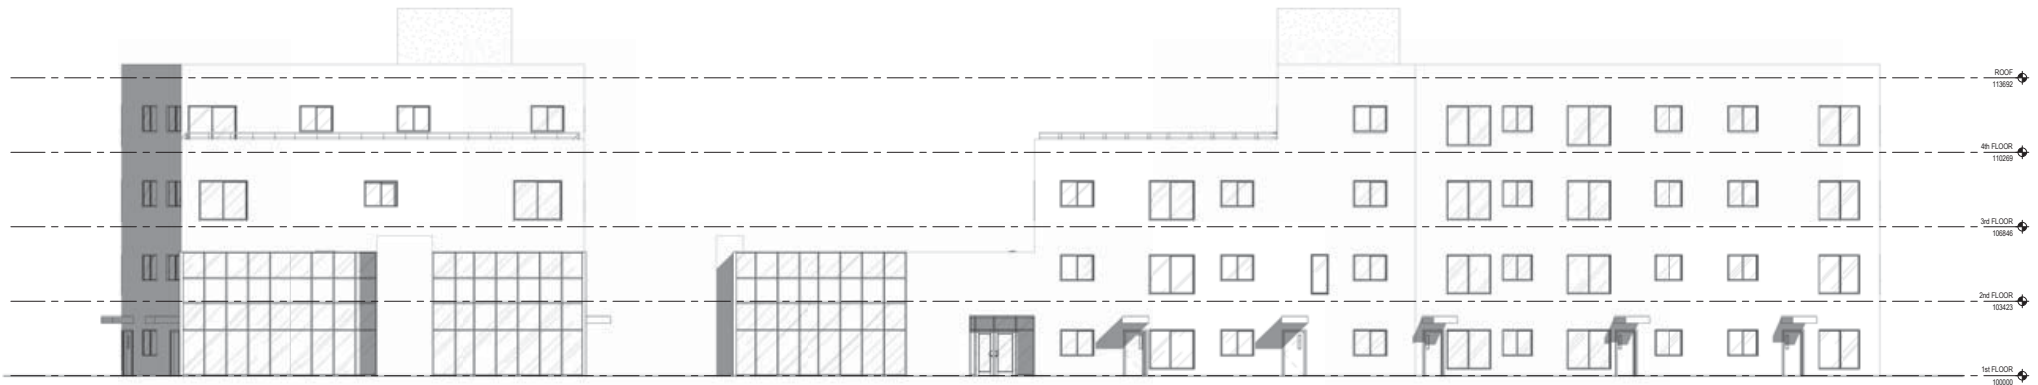 ROOF
113692
4th FLOOR
110269
3rd FLOOR
106846
2nd FLOOR
103423
1st FLOOR
100000